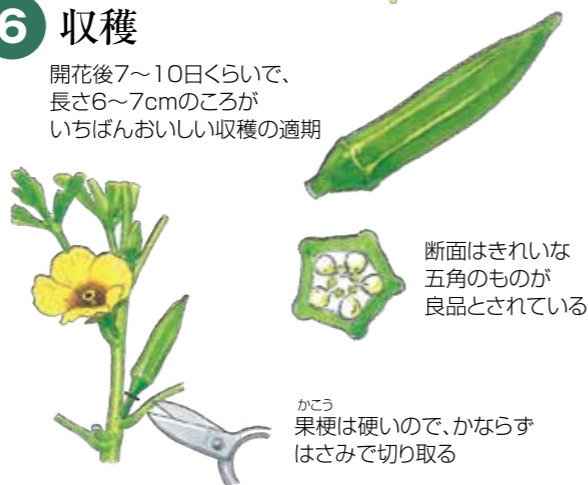 6 収穫
開花後7〜10日くらいで、
長さ6〜7cmのころが
いちばんおいしい収穫の適期
断面はきれいな
五角のものが
良品とされている
かこう
果梗は硬いので、かならず
はさみで切り取る